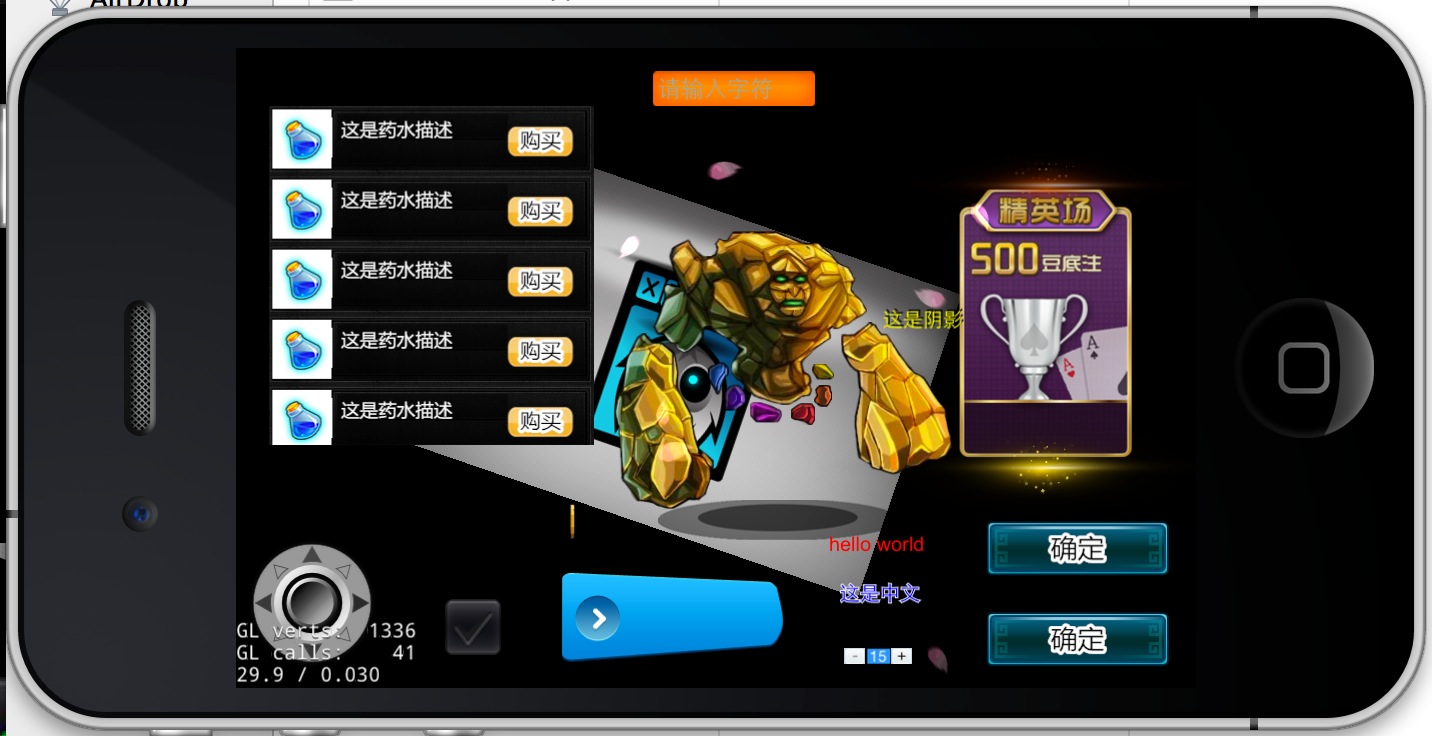 AirDrop
请输入字符
这是药水描述
购买
这是药水描述
购买
这是药水描述
购买
这是药水描述
购买
这是药水描述
购买
精英场
500豆底注
A
A
这是阴影
hello world
这是中文
- 15 +
确定
确定
GL verts: 1336
GL calls: 41
29.9 / 0.030